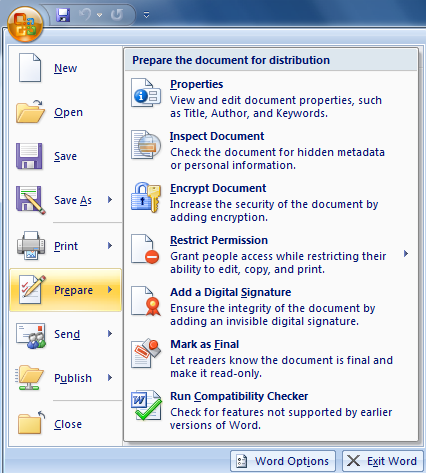 New
Open
Save
Save As
Print
Prepare
Send
Publish
Close
Prepare the document for distribution
Properties
View and edit document properties, such
as Title, Author, and Keywords.
Inspect Document
Check the document for hidden metadata
or personal information.
Encrypt Document
Increase the security of the document by
adding encryption.
Restrict Permission
Grant people access while restricting their
ability to edit, copy, and print.
Add a Digital Signature
Ensure the integrity of the document by
adding an invisible digital signature.
Mark as Final
Let readers know the document is final and
make it read-only.
Run Compatibility Checker
Check for features not supported by earlier
versions of Word.
Word Options
Exit Word